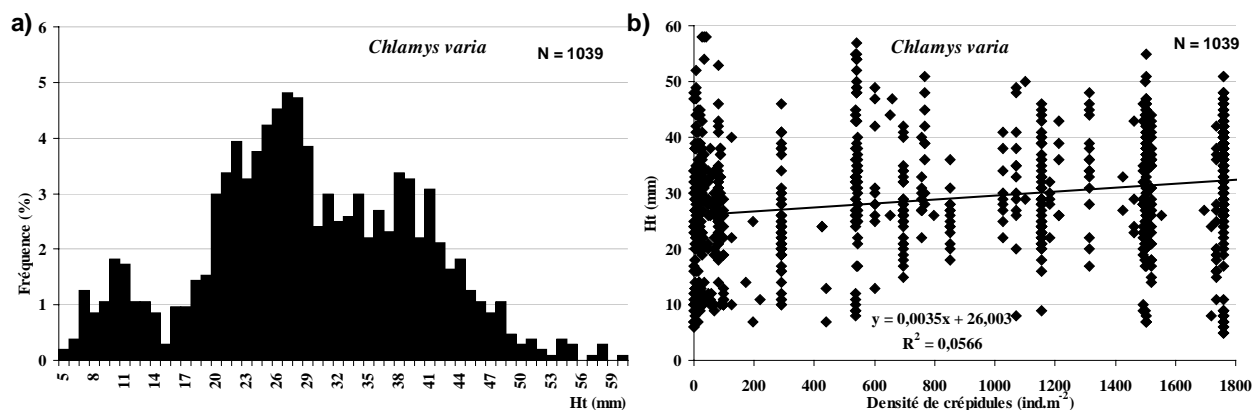 a)
Chlamys varia
N = 1039
Fréquence (%)
6
5
4
3
2
1
0
5 8 11 14 17 20 23 26 29 32 35 38 41 44 47 50 53 56 59
Ht (mm)
b)
Chlamys varia
N = 1039
Ht (mm)
60
50
40
30
20
10
0
y = 0,0035x + 26,003
R² = 0,0566
0 200 400 600 800 1000 1200 1400 1600 1800
Densité de crépidules (ind.m⁻²)